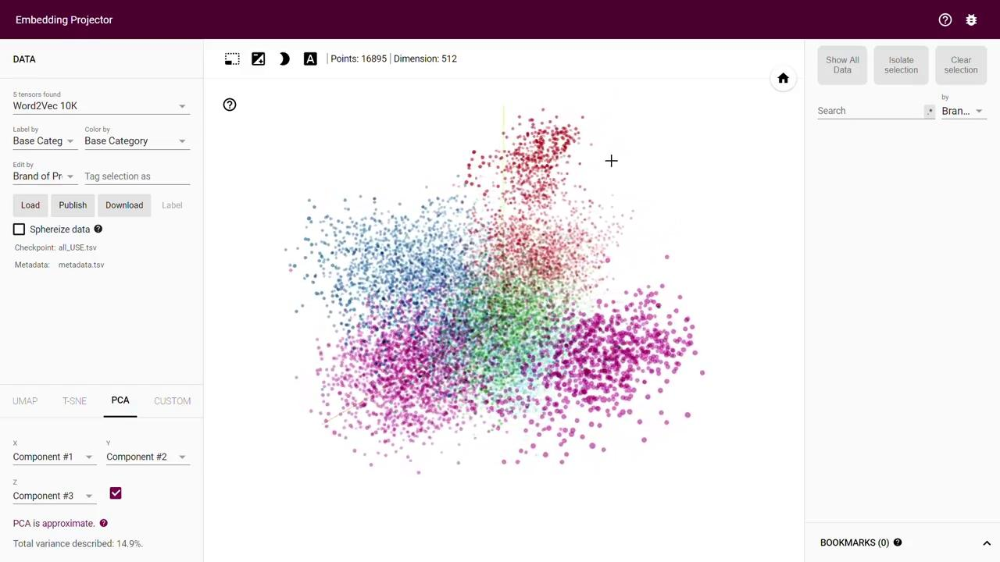 Embedding Projector
DATA
5 tensors found
Word2Vec 10K
Label by
Color by
Base Categ
Base Category
Edit by
Brand of Pr
Tag selection as
Load
Publish
Download
Label
Sphereize data
Checkpoint: all_USE.tsv
Metadata: metadata.tsv
UMAP
T-SNE
PCA
CUSTOM
X
Y
Component #1
Component #2
Z
Component #3
PCA is approximate.
Total variance described: 14.9%.
A
Points: 16895
Dimension: 512
Show All
Data
Isolate
selection
Clear
selection
Search
.*
by
Bran...
BOOKMARKS (0)